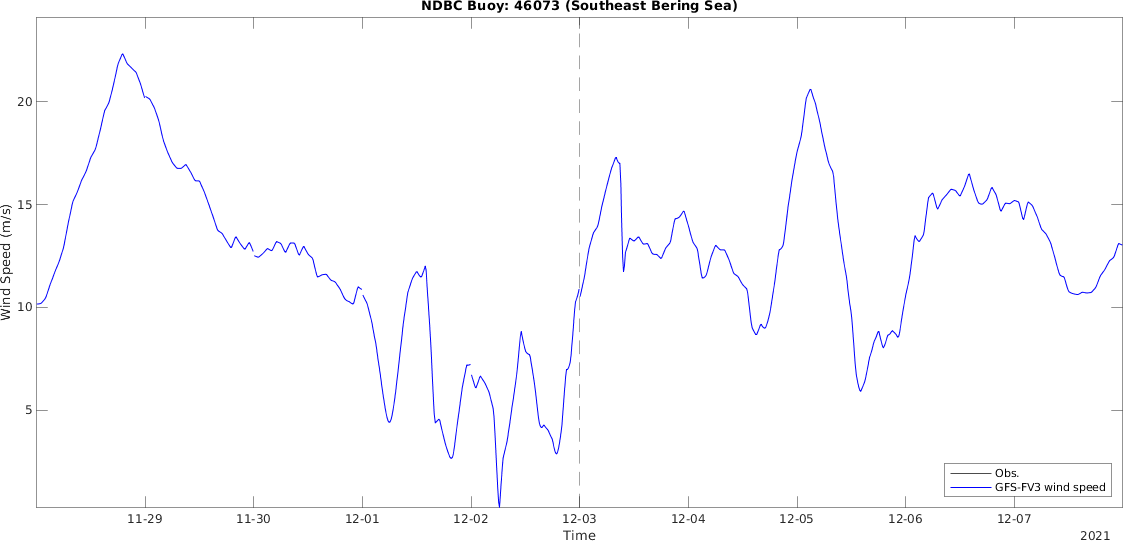 NDBC Buoy: 46073 (Southeast Bering Sea)
Wind Speed (m/s)
20
15
10
5
11-29 11-30 12-01 12-02 12-03 12-04 12-05 12-06 12-07
Time
2021
Obs.
GFS-FV3 wind speed